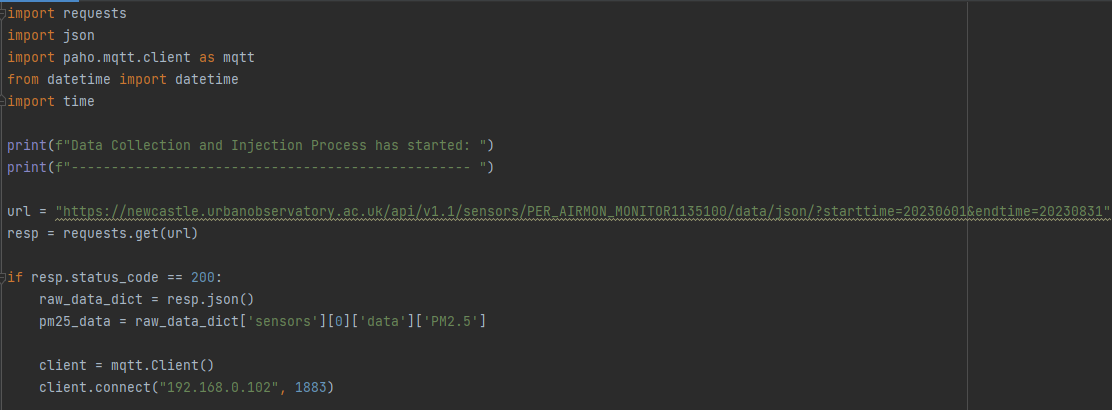 import requests
import json
import paho.mqtt.client as mqtt
from datetime import datetime
import time

print(f"Data Collection and Injection Process has started: ")
print(f"-------------------------------------------------- ")

url = "https://newcastle.urbanobservatory.ac.uk/api/v1.1/sensors/PER_AIRMON_MONITOR1135100/data/json/?starttime=20230601&endtime=20230831"
resp = requests.get(url)

if resp.status_code == 200:
    raw_data_dict = resp.json()
    pm25_data = raw_data_dict['sensors'][0]['data']['PM2.5']

    client = mqtt.Client()
    client.connect("192.168.0.102", 1883)